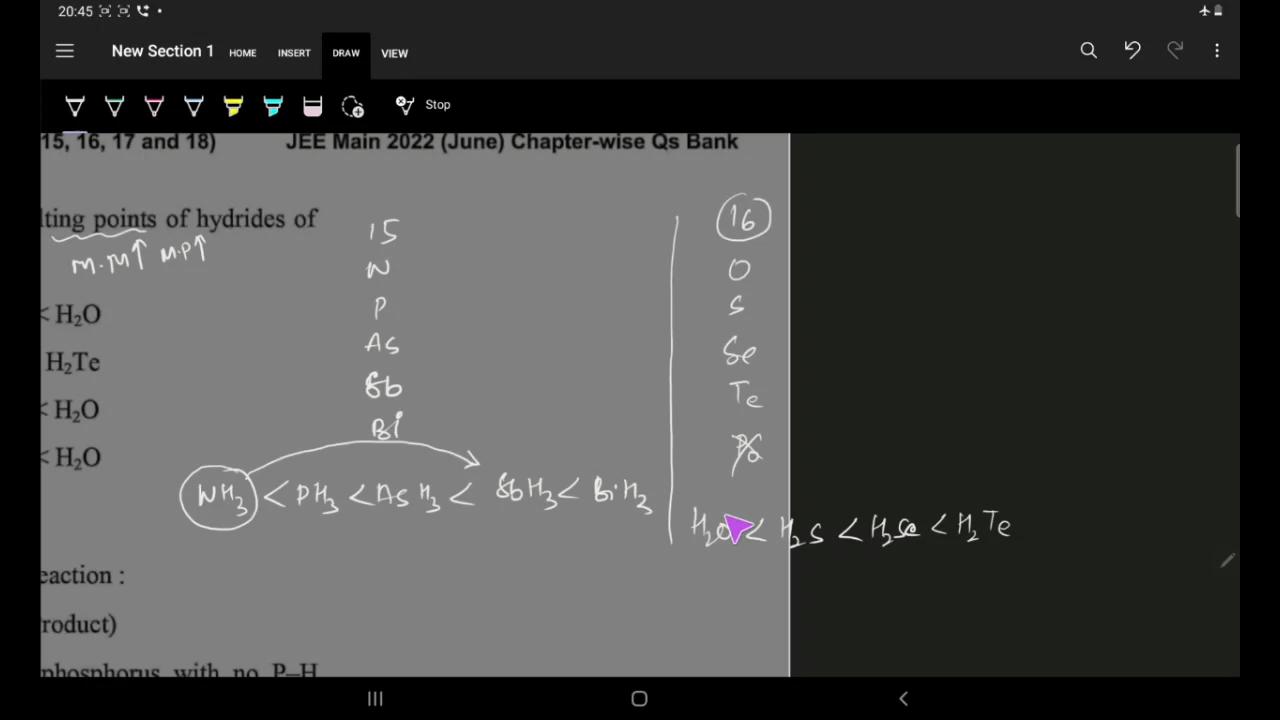 20:45
New Section 1 HOME INSERT DRAW VIEW
Stop
15, 16, 17 and 18) JEE Main 2022 (June) Chapter-wise Qs Bank
lting points of hydrides of
M.M↑ M.P↑
< H₂O
H₂Te
< H₂O
< H₂O
15
N
P
As
Sb
Bi
NH₃ < PH₃ < AsH₃ < SbH₃ < BiH₃
16
O
S
Se
Te
Po
H₂O < H₂S < H₂Se < H₂Te
eaction :
roduct)
phosphorus with no P–H